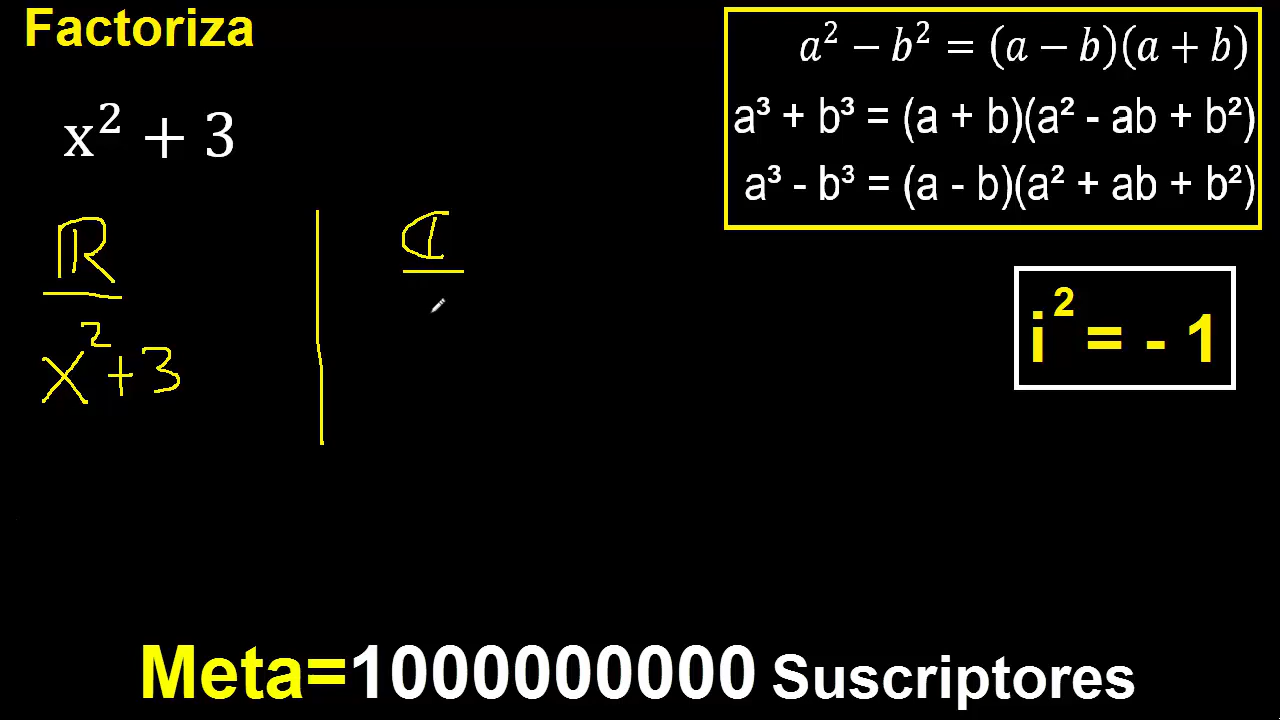 Factoriza
x² + 3
a² − b² = (a − b)(a + b)
a³ + b³ = (a + b)(a² - ab + b²)
a³ - b³ = (a - b)(a² + ab + b²)
ℝ
x²+3
ℂ
i² = - 1
Meta=1000000000 Suscriptores